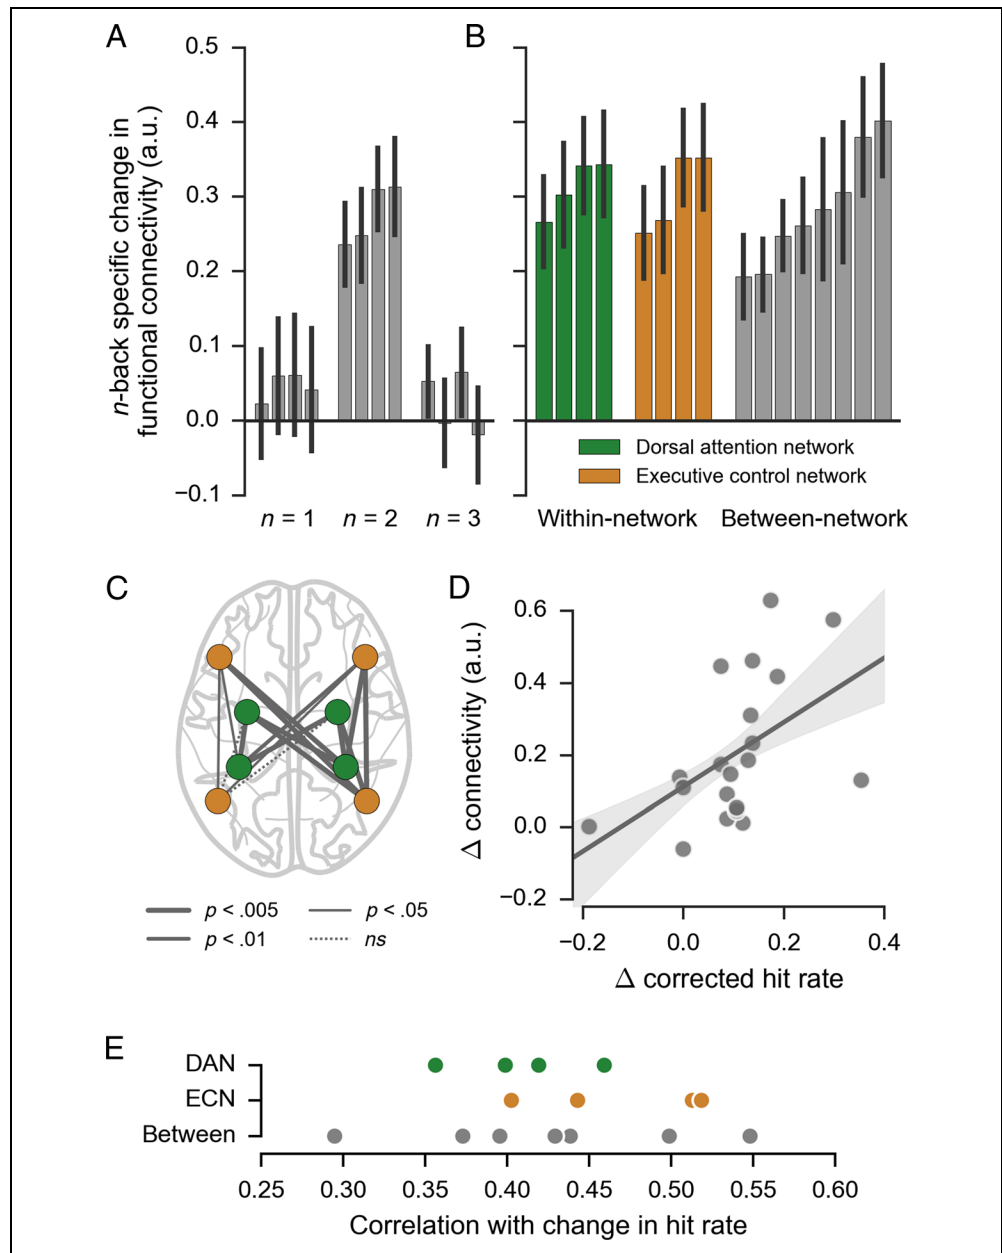 A
B
n-back specific change in
functional connectivity (a.u.)
0.5
0.4
0.3
0.2
0.1
0.0
−0.1
n = 1
n = 2
n = 3
Dorsal attention network
Executive control network
Within-network
Between-network
C
p < .005
p < .05
p < .01
ns
D
Δ connectivity (a.u.)
0.6
0.4
0.2
0.0
−0.2
−0.2
0.0
0.2
0.4
Δ corrected hit rate
E
DAN
ECN
Between
0.25
0.30
0.35
0.40
0.45
0.50
0.55
0.60
Correlation with change in hit rate